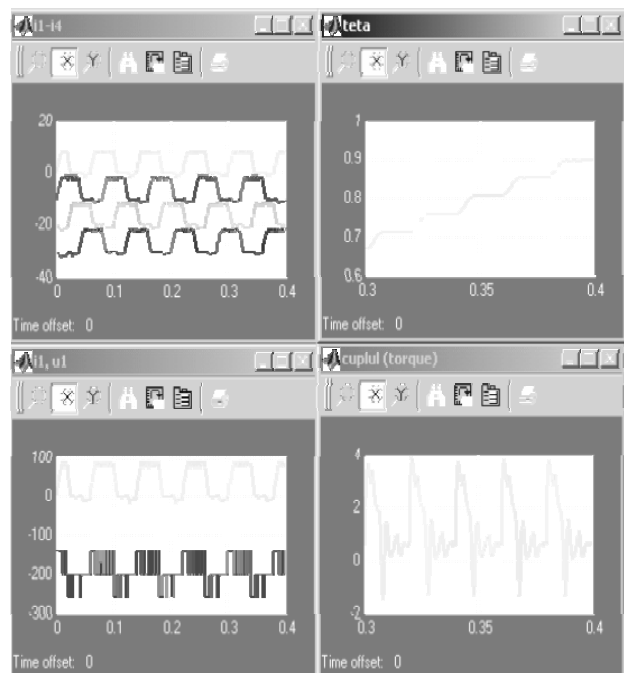 i1-i4
20
0
-20
-40
0 0.1 0.2 0.3 0.4
Time offset: 0
teta
1
0.9
0.8
0.7
0.6
0.3 0.35 0.4
Time offset: 0
i1, u1
100
0
-100
-200
-300
0 0.1 0.2 0.3 0.4
Time offset: 0
cuplul (torque)
4
2
0
-2
0.3 0.35 0.4
Time offset: 0